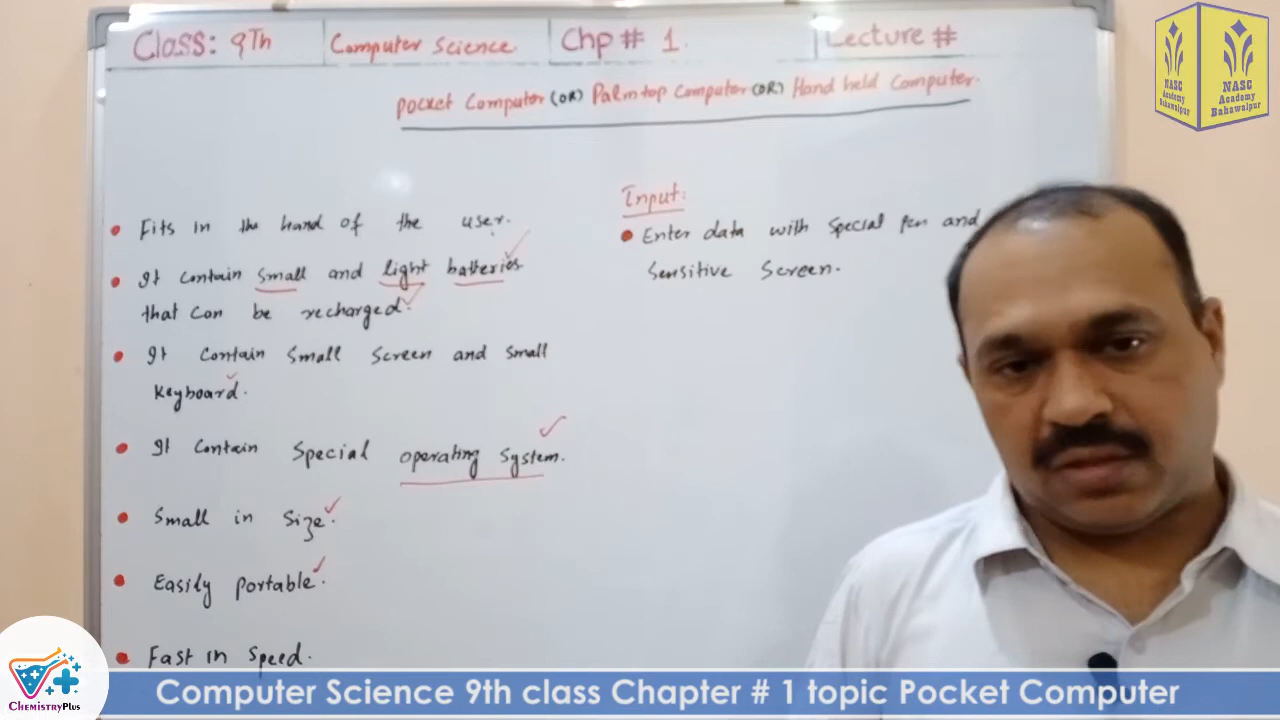 Class: 9Th
Computer Science
Chp # 1.
Lecture #
Pocket Computer (OR) Palmtop Computer (OR) Hand held Computer.
• Fits in the hand of the user.
• It Contain Small and light batteries
that Can be recharged.
• It Contain Small Screen and Small
Keyboard.
• It Contain Special operating System.
• Small in Size.
• Easily portable.
• Fast in Speed.
Input:
• Enter data with Special Pen and
Sensitive Screen.
NASC
Academy
Bahawalpur
NASC
Academy
Bahawalpur
ChemistryPlus
Computer Science 9th class Chapter # 1 topic Pocket Computer